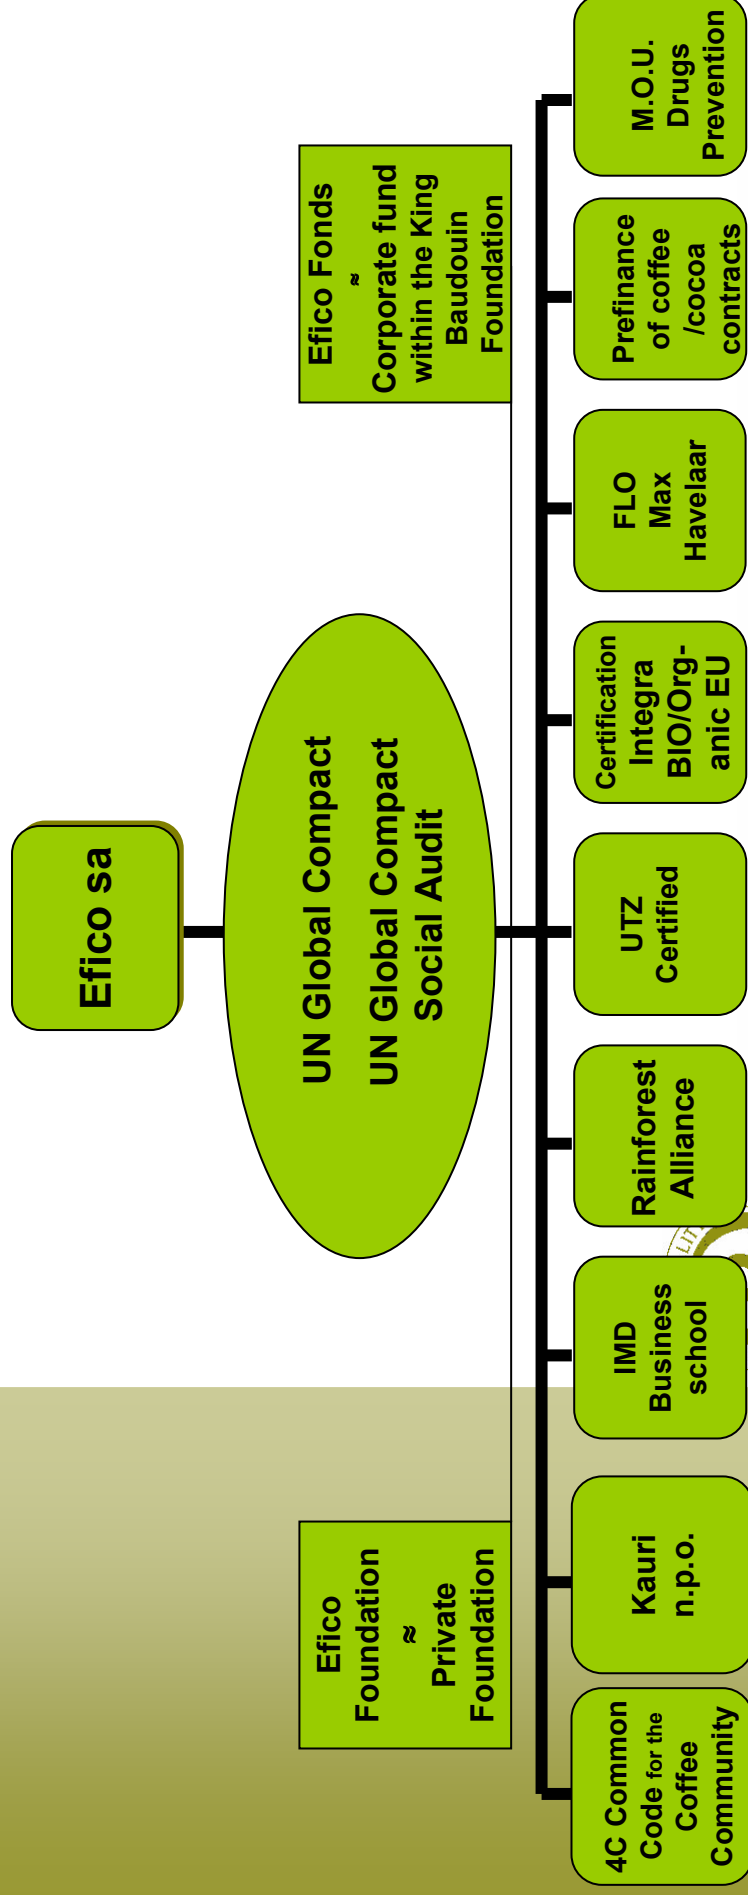 Efico sa
UN Global Compact
UN Global Compact
Social Audit
Efico
Foundation
≈
Private
Foundation
Efico Fonds
≈
Corporate fund
within the King
Baudouin
Foundation
4C Common
Code for the
Coffee
Community
Kauri
n.p.o.
IMD
Business
school
Rainforest
Alliance
UTZ
Certified
Certification
Integra
BIO/Org-
anic EU
FLO
Max
Havelaar
Prefinance
of coffee
/cocoa
contracts
M.O.U.
Drugs
Prevention